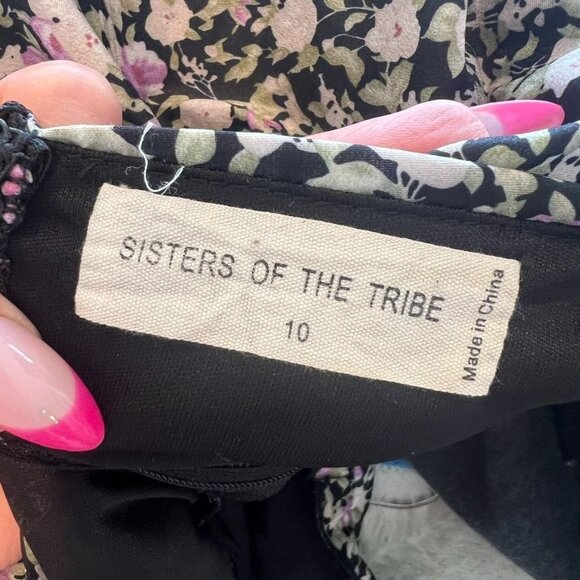 SISTERS OF THE TRIBE
10
Made in China